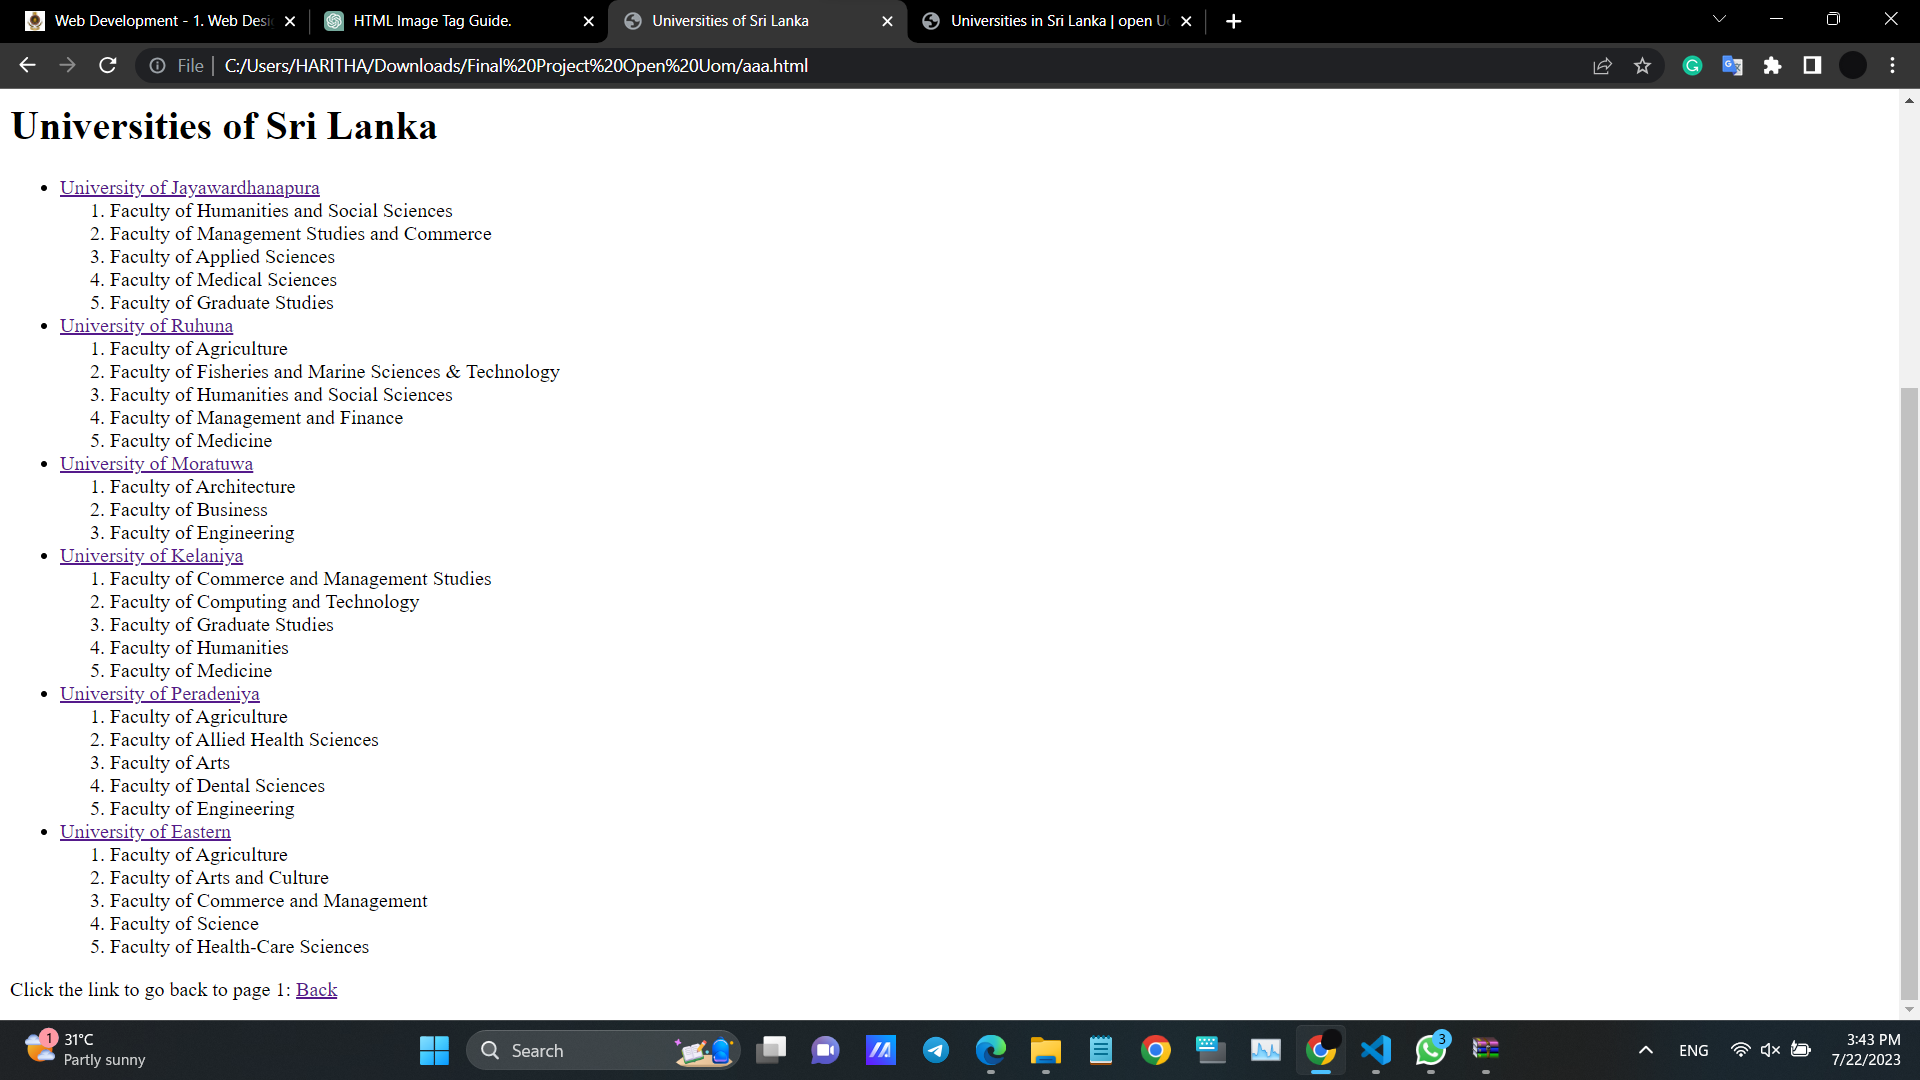 Web Development - 1. Web Desi
HTML Image Tag Guide.
Universities of Sri Lanka
Universities in Sri Lanka | open U
File
C:/Users/HARITHA/Downloads/Final%20Project%20Open%20Uom/aaa.html
Universities of Sri Lanka
• University of Jayawardhanapura
1. Faculty of Humanities and Social Sciences
2. Faculty of Management Studies and Commerce
3. Faculty of Applied Sciences
4. Faculty of Medical Sciences
5. Faculty of Graduate Studies
• University of Ruhuna
1. Faculty of Agriculture
2. Faculty of Fisheries and Marine Sciences & Technology
3. Faculty of Humanities and Social Sciences
4. Faculty of Management and Finance
5. Faculty of Medicine
• University of Moratuwa
1. Faculty of Architecture
2. Faculty of Business
3. Faculty of Engineering
• University of Kelaniya
1. Faculty of Commerce and Management Studies
2. Faculty of Computing and Technology
3. Faculty of Graduate Studies
4. Faculty of Humanities
5. Faculty of Medicine
• University of Peradeniya
1. Faculty of Agriculture
2. Faculty of Allied Health Sciences
3. Faculty of Arts
4. Faculty of Dental Sciences
5. Faculty of Engineering
• University of Eastern
1. Faculty of Agriculture
2. Faculty of Arts and Culture
3. Faculty of Commerce and Management
4. Faculty of Science
5. Faculty of Health-Care Sciences
Click the link to go back to page 1: Back
1
31°C
Partly sunny
Search
3
ENG
3:43 PM
7/22/2023